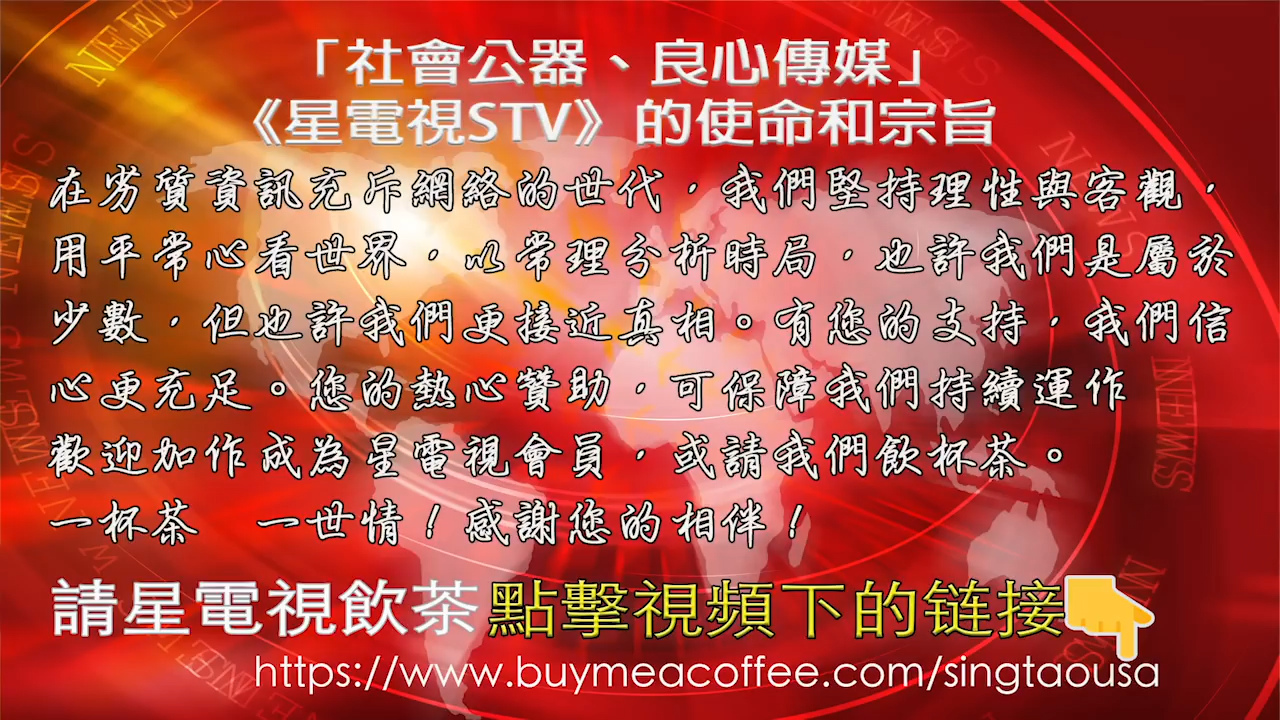 「社會公器、良心傳媒」
《星電視STV》的使命和宗旨
在劣質資訊充斥網絡的世代，我們堅持理性與客觀，
用平常心看世界，以常理分析時局，也許我們是屬於
少數，但也許我們更接近真相。有您的支持，我們信
心更充足。您的熱心贊助，可保障我們持續運作
歡迎加作成為星電視會員，或請我們飲杯茶。
一杯茶　一世情！感謝您的相伴！
請星電視飲茶 點擊視頻下的链接
https://www.buymeacoffee.com/singtaousa
NEWS
NEWS
NEWS
NEWS
NEWS
NEWS